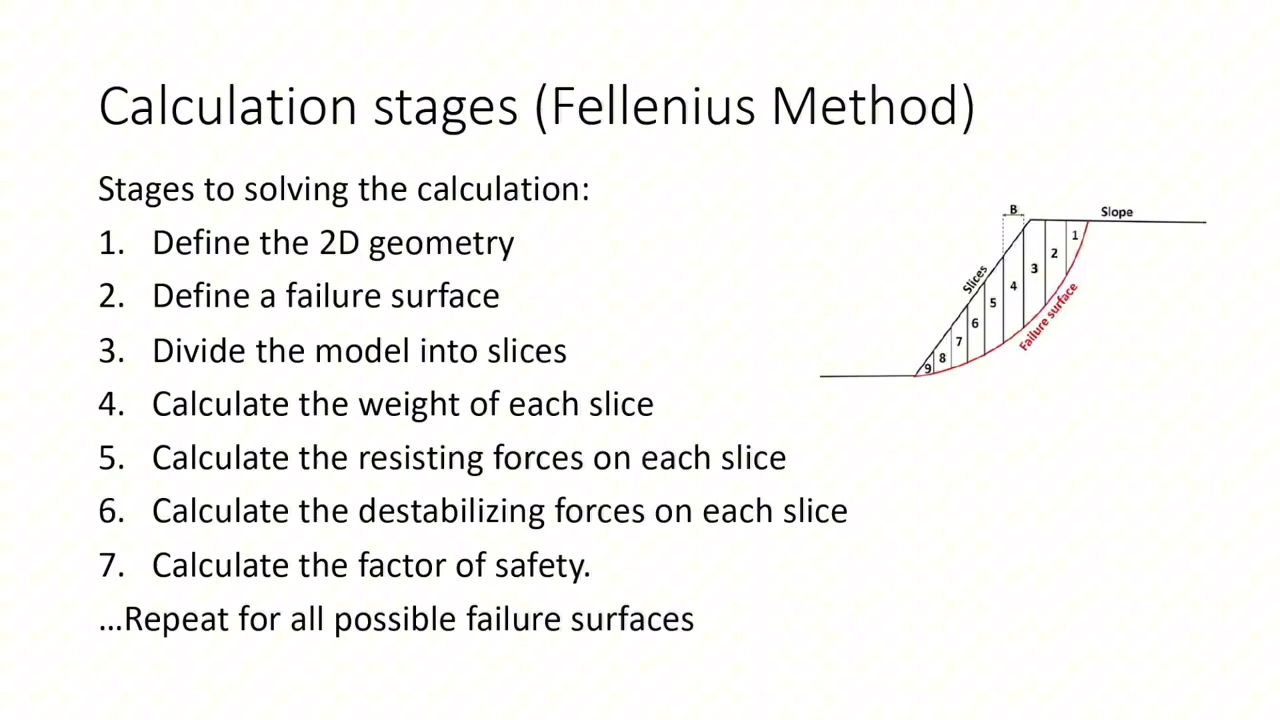 Calculation stages (Fellenius Method)
Stages to solving the calculation:
1. Define the 2D geometry
2. Define a failure surface
3. Divide the model into slices
4. Calculate the weight of each slice
5. Calculate the resisting forces on each slice
6. Calculate the destabilizing forces on each slice
7. Calculate the factor of safety.
...Repeat for all possible failure surfaces
B
Slope
Slices
1
2
3
4
5
6
7
8
9
Failure surface